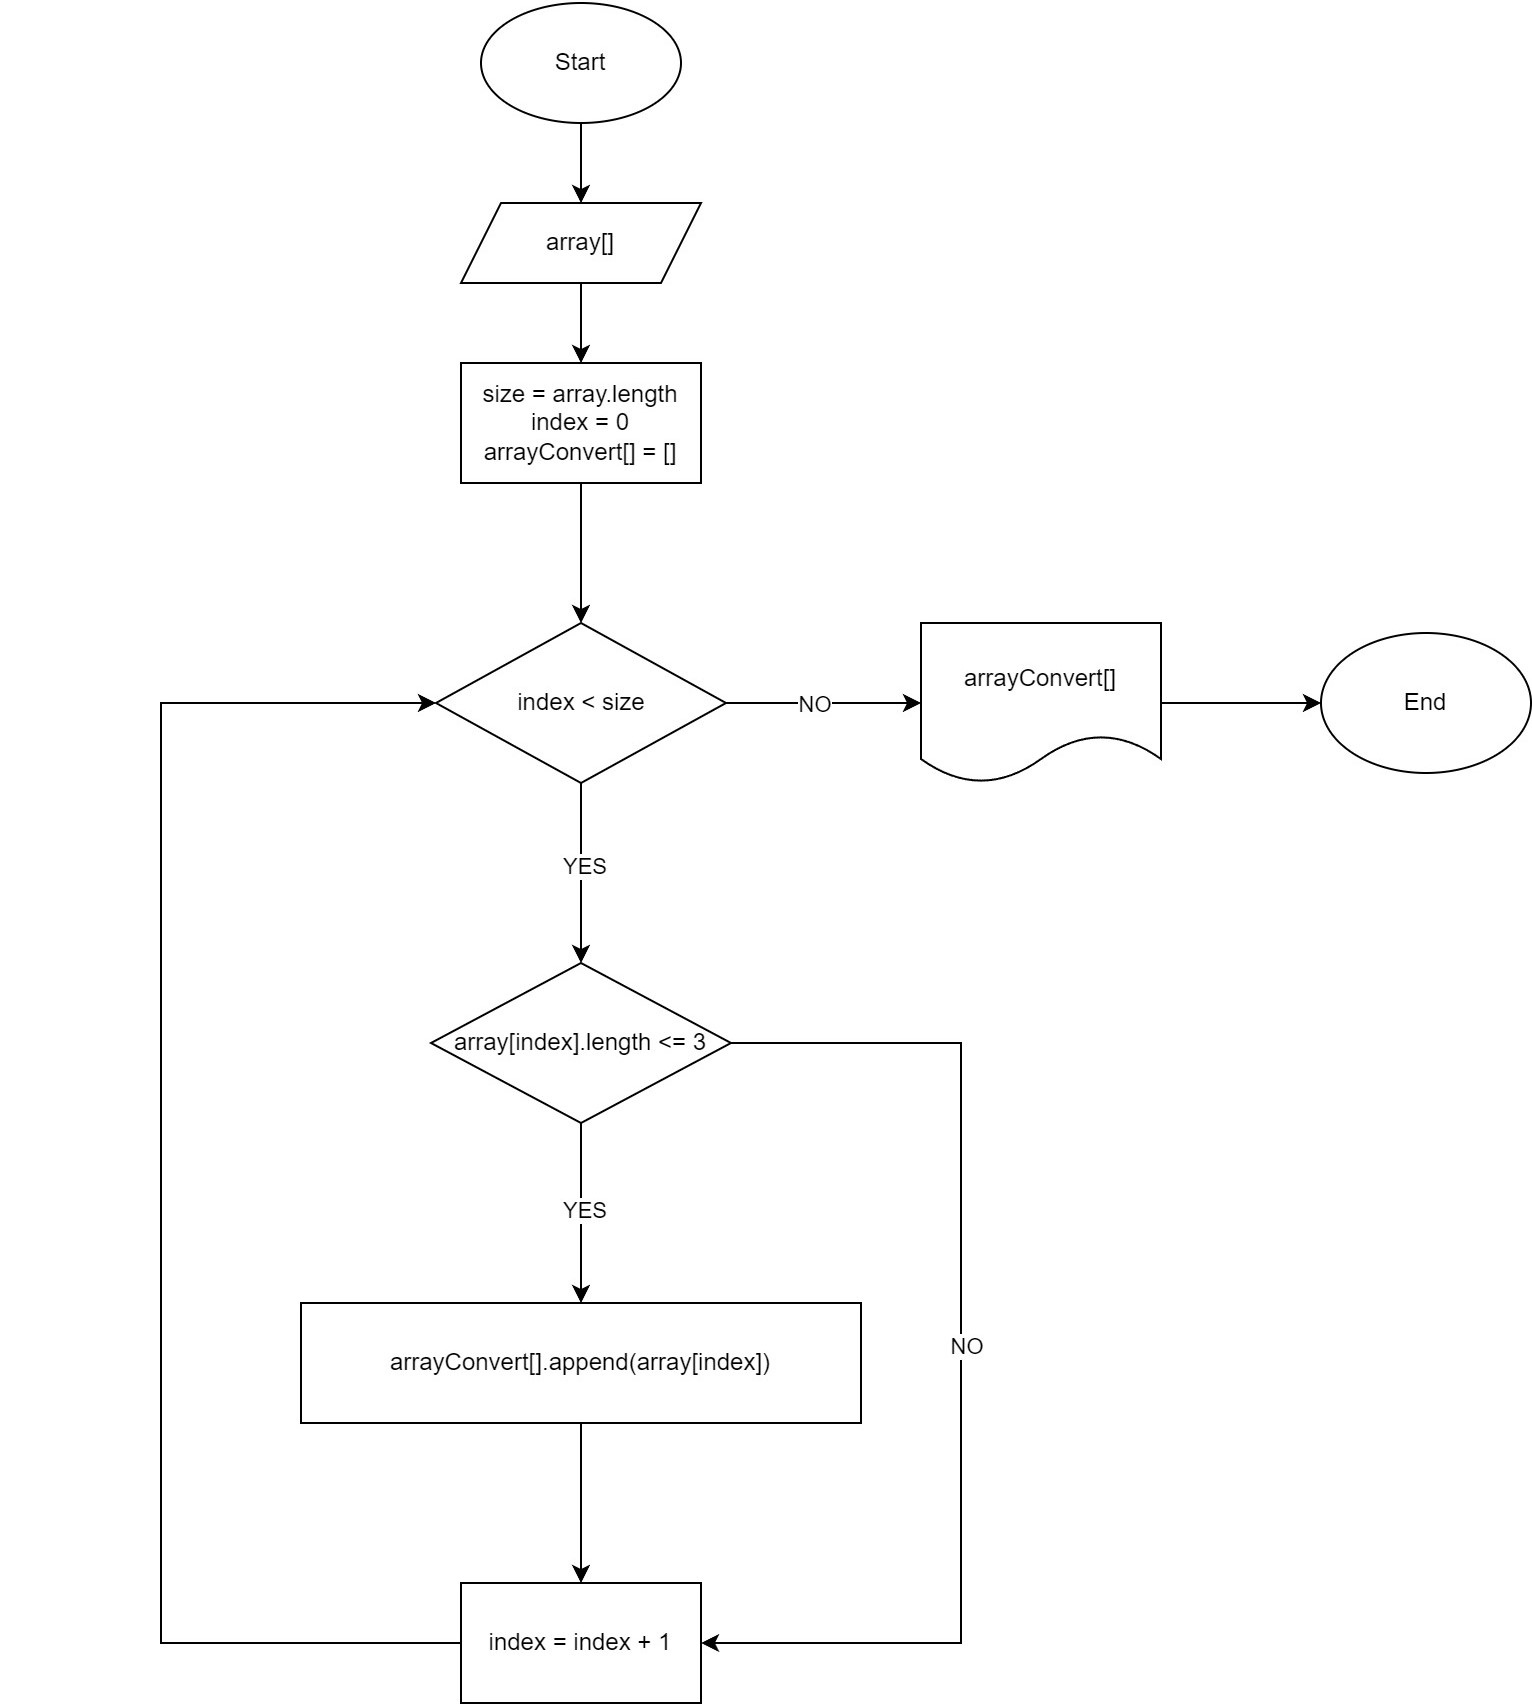 Start
array[]
size = array.length
index = 0
arrayConvert[] = []
index < size
NO
arrayConvert[]
End
YES
array[index].length <= 3
YES
arrayConvert[].append(array[index])
NO
index = index + 1